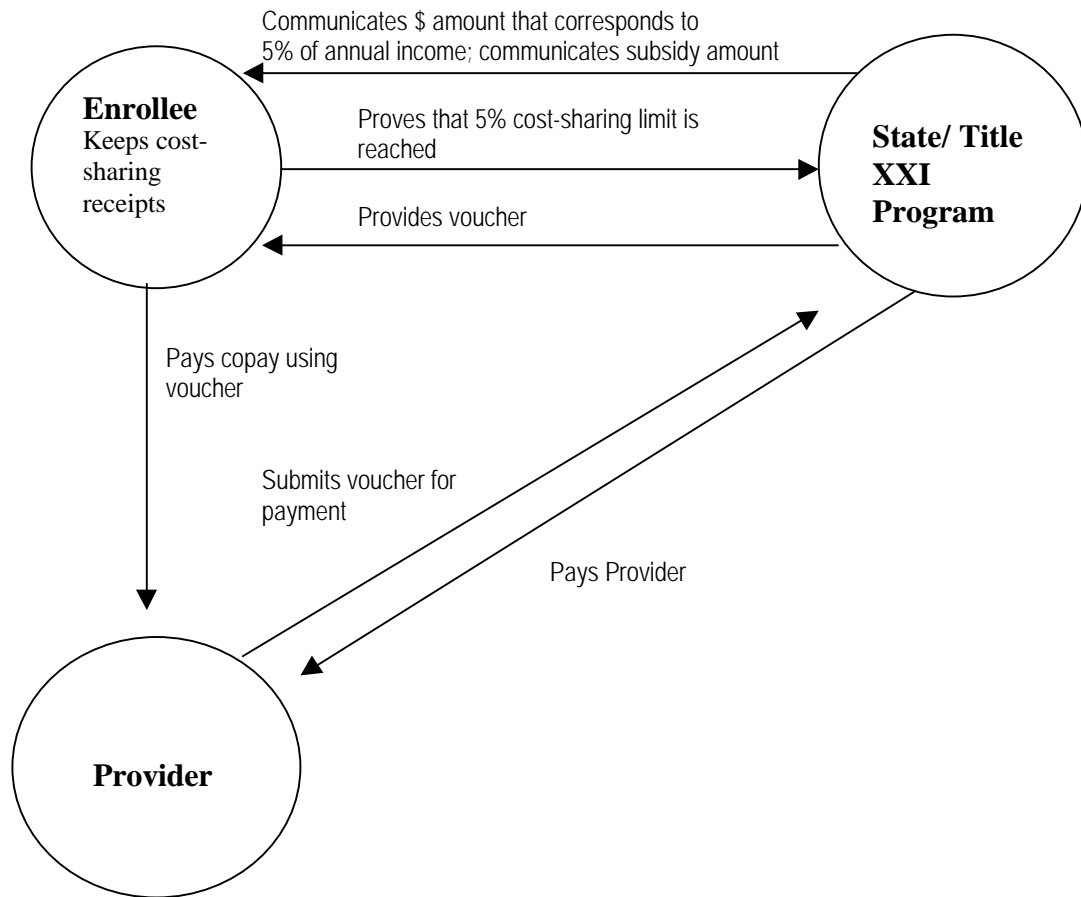 Communicates $ amount that corresponds to
5% of annual income; communicates subsidy amount
Enrollee
Keeps cost-
sharing
receipts
Proves that 5% cost-sharing limit is
reached
State/ Title
XXI
Program
Provides voucher
Pays copay using
voucher
Submits voucher for
payment
Pays Provider
Provider